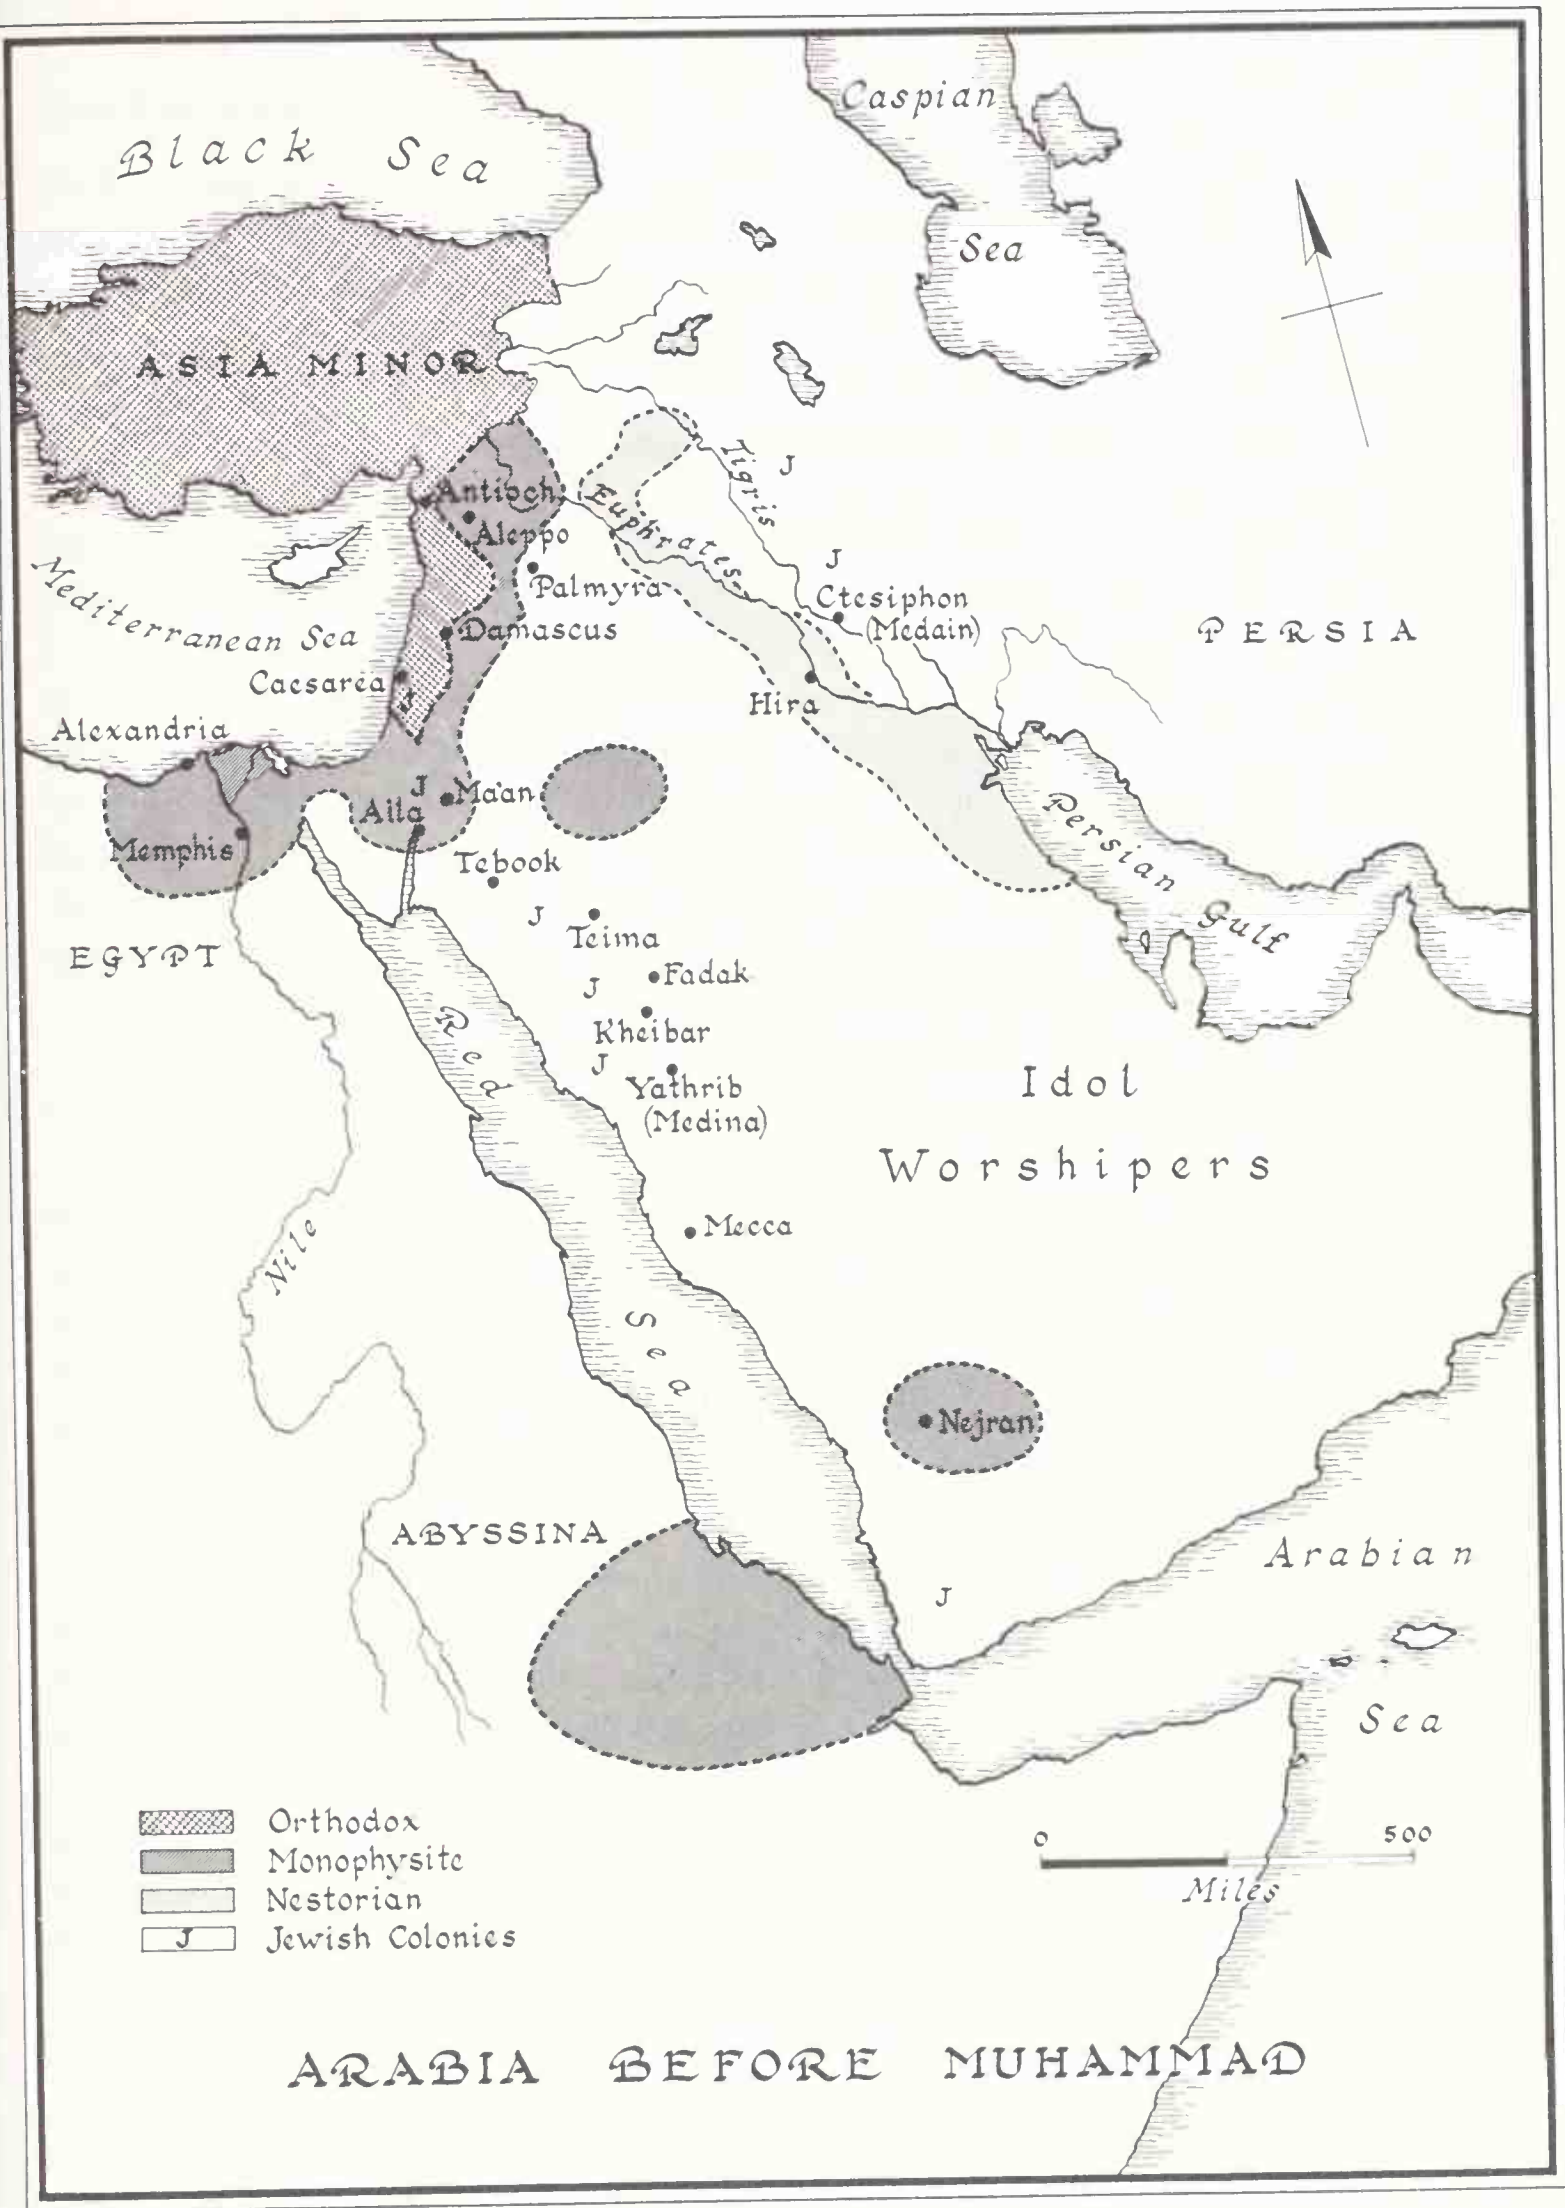 Caspian
Black Sea
Sea
ASIA MINOR
Tigris
J
Antioch
Euphrates
Aleppo
J
Palmyra
Ctesiphon
(Medain)
Mediterranean Sea
Damascus
PERSIA
Caesarea
J
Hira
Alexandria
J
Ma'an
Aila
Persian Gulf
Memphis
Tebook
J
Teima
EGYPT
Fadak
J
Kheibar
Red Sea
J
Yathrib
(Medina)
Idol
Worshipers
Mecca
Nile
Nejran
ABYSSINA
Arabian
J
Sea
Orthodox
Monophysite
Nestorian
J Jewish Colonies
0 500
Miles
ARABIA BEFORE MUHAMMAD